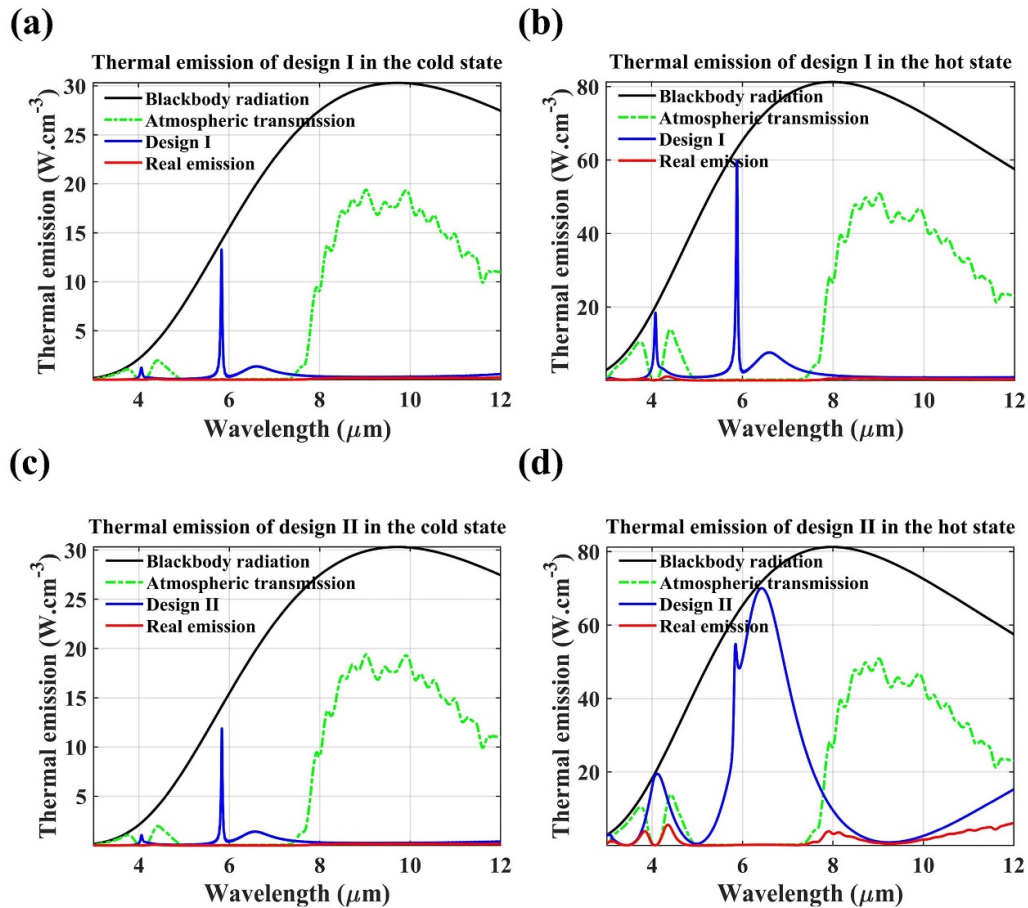 (a)
Thermal emission of design I in the cold state
Thermal emission (W.cm-3)
30
25
20
15
10
5
Blackbody radiation
Atmospheric transmission
Design I
Real emission
4 6 8 10 12
Wavelength (μm)
(b)
Thermal emission of design I in the hot state
Thermal emission (W.cm-3)
80
60
40
20
Blackbody radiation
Atmospheric transmission
Design I
Real emission
4 6 8 10 12
Wavelength (μm)
(c)
Thermal emission of design II in the cold state
Thermal emission (W.cm-3)
30
25
20
15
10
5
Blackbody radiation
Atmospheric transmission
Design II
Real emission
4 6 8 10 12
Wavelength (μm)
(d)
Thermal emission of design II in the hot state
Thermal emission (W.cm-3)
80
60
40
20
Blackbody radiation
Atmospheric transmission
Design II
Real emission
4 6 8 10 12
Wavelength (μm)